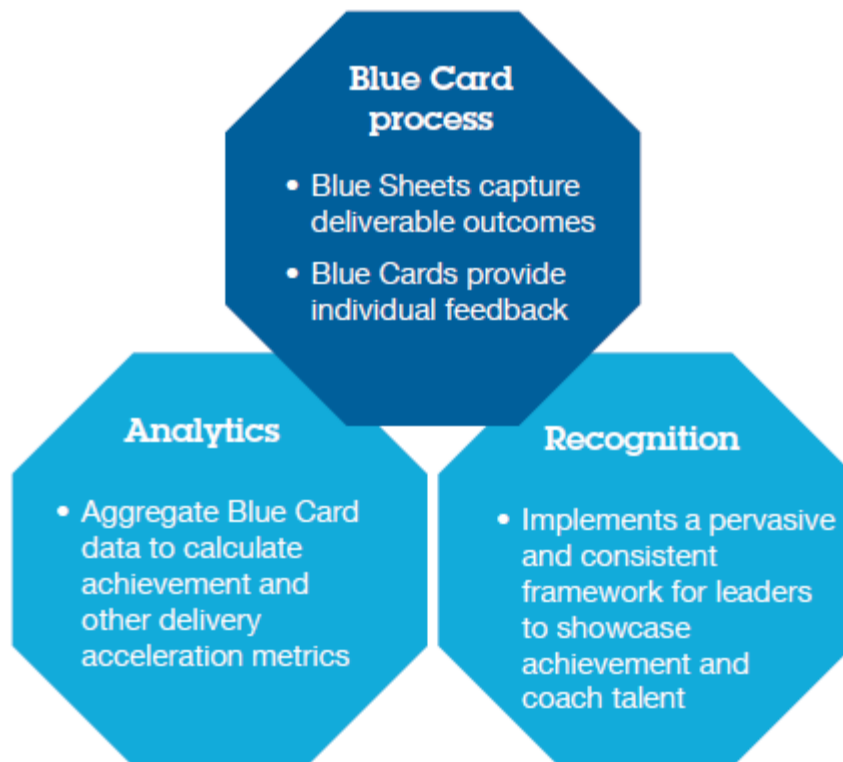 Blue Card
process
• Blue Sheets capture
deliverable outcomes
• Blue Cards provide
individual feedback
Analytics
• Aggregate Blue Card
data to calculate
achievement and
other delivery
acceleration metrics
Recognition
• Implements a pervasive
and consistent
framework for leaders
to showcase
achievement and
coach talent